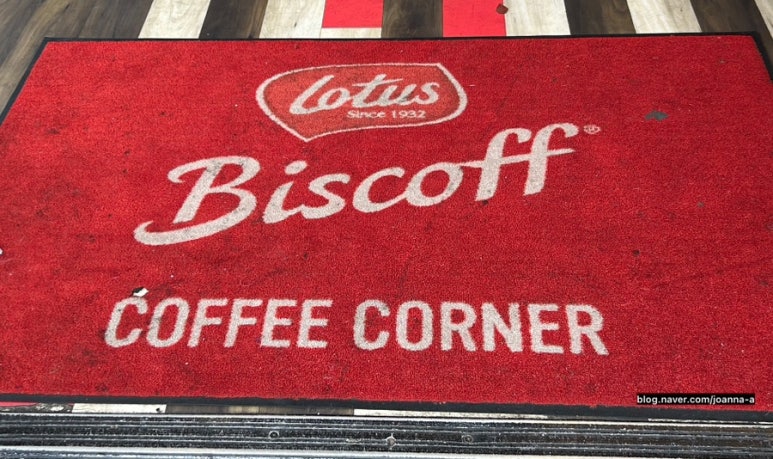 Lotus
Since 1932
Biscoff®
COFFEE CORNER
blog.naver.com/joanna-a